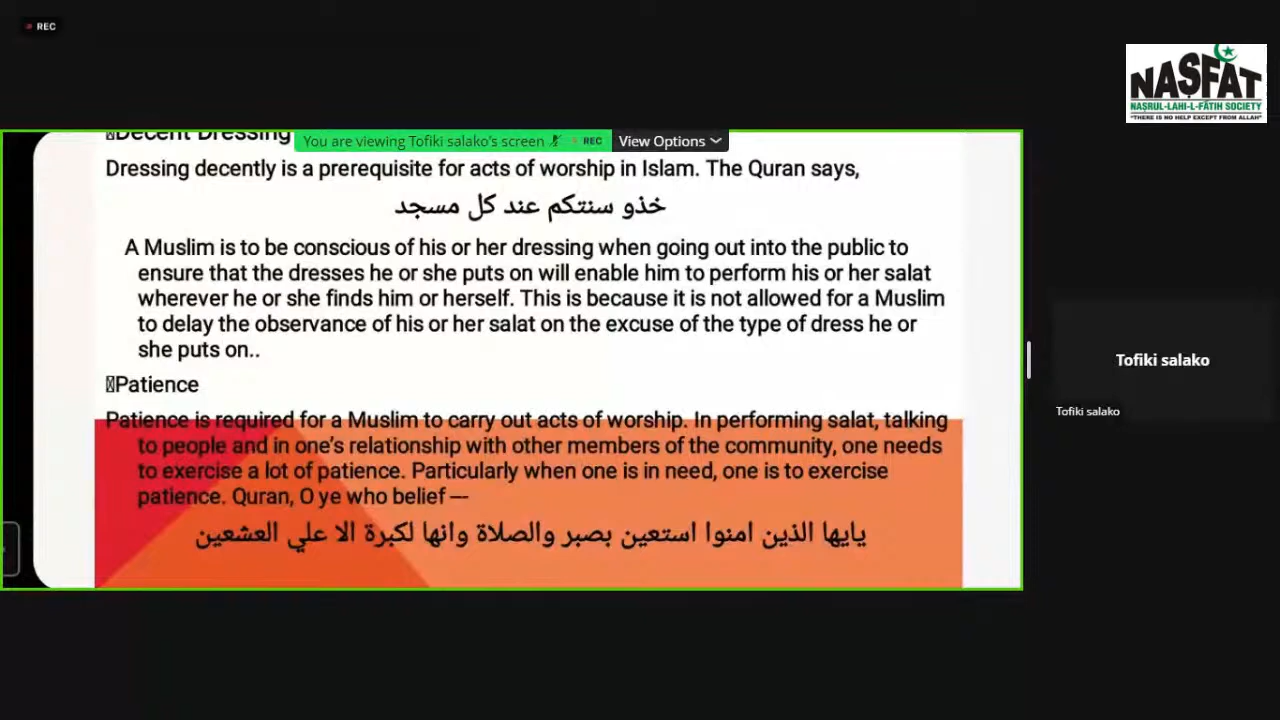 REC
NASFAT
NASRUL-LAHI-L-FATIH SOCIETY
"THERE IS NO HELP EXCEPT FROM ALLAH"
Decent Dressing
You are viewing Tofiki salako's screen REC View Options
Dressing decently is a prerequisite for acts of worship in Islam. The Quran says,
خذو سنتكم عند كل مسجد
A Muslim is to be conscious of his or her dressing when going out into the public to
ensure that the dresses he or she puts on will enable him to perform his or her salat
wherever he or she finds him or herself. This is because it is not allowed for a Muslim
to delay the observance of his or her salat on the excuse of the type of dress he or
she puts on..
Patience
Patience is required for a Muslim to carry out acts of worship. In performing salat, talking
to people and in one's relationship with other members of the community, one needs
to exercise a lot of patience. Particularly when one is in need, one is to exercise
patience. Quran, O ye who belief —-
يايها الذين امنوا استعين بصبر والصلاة وانها لكبرة الا علي العشعين
Tofiki salako
Tofiki salako